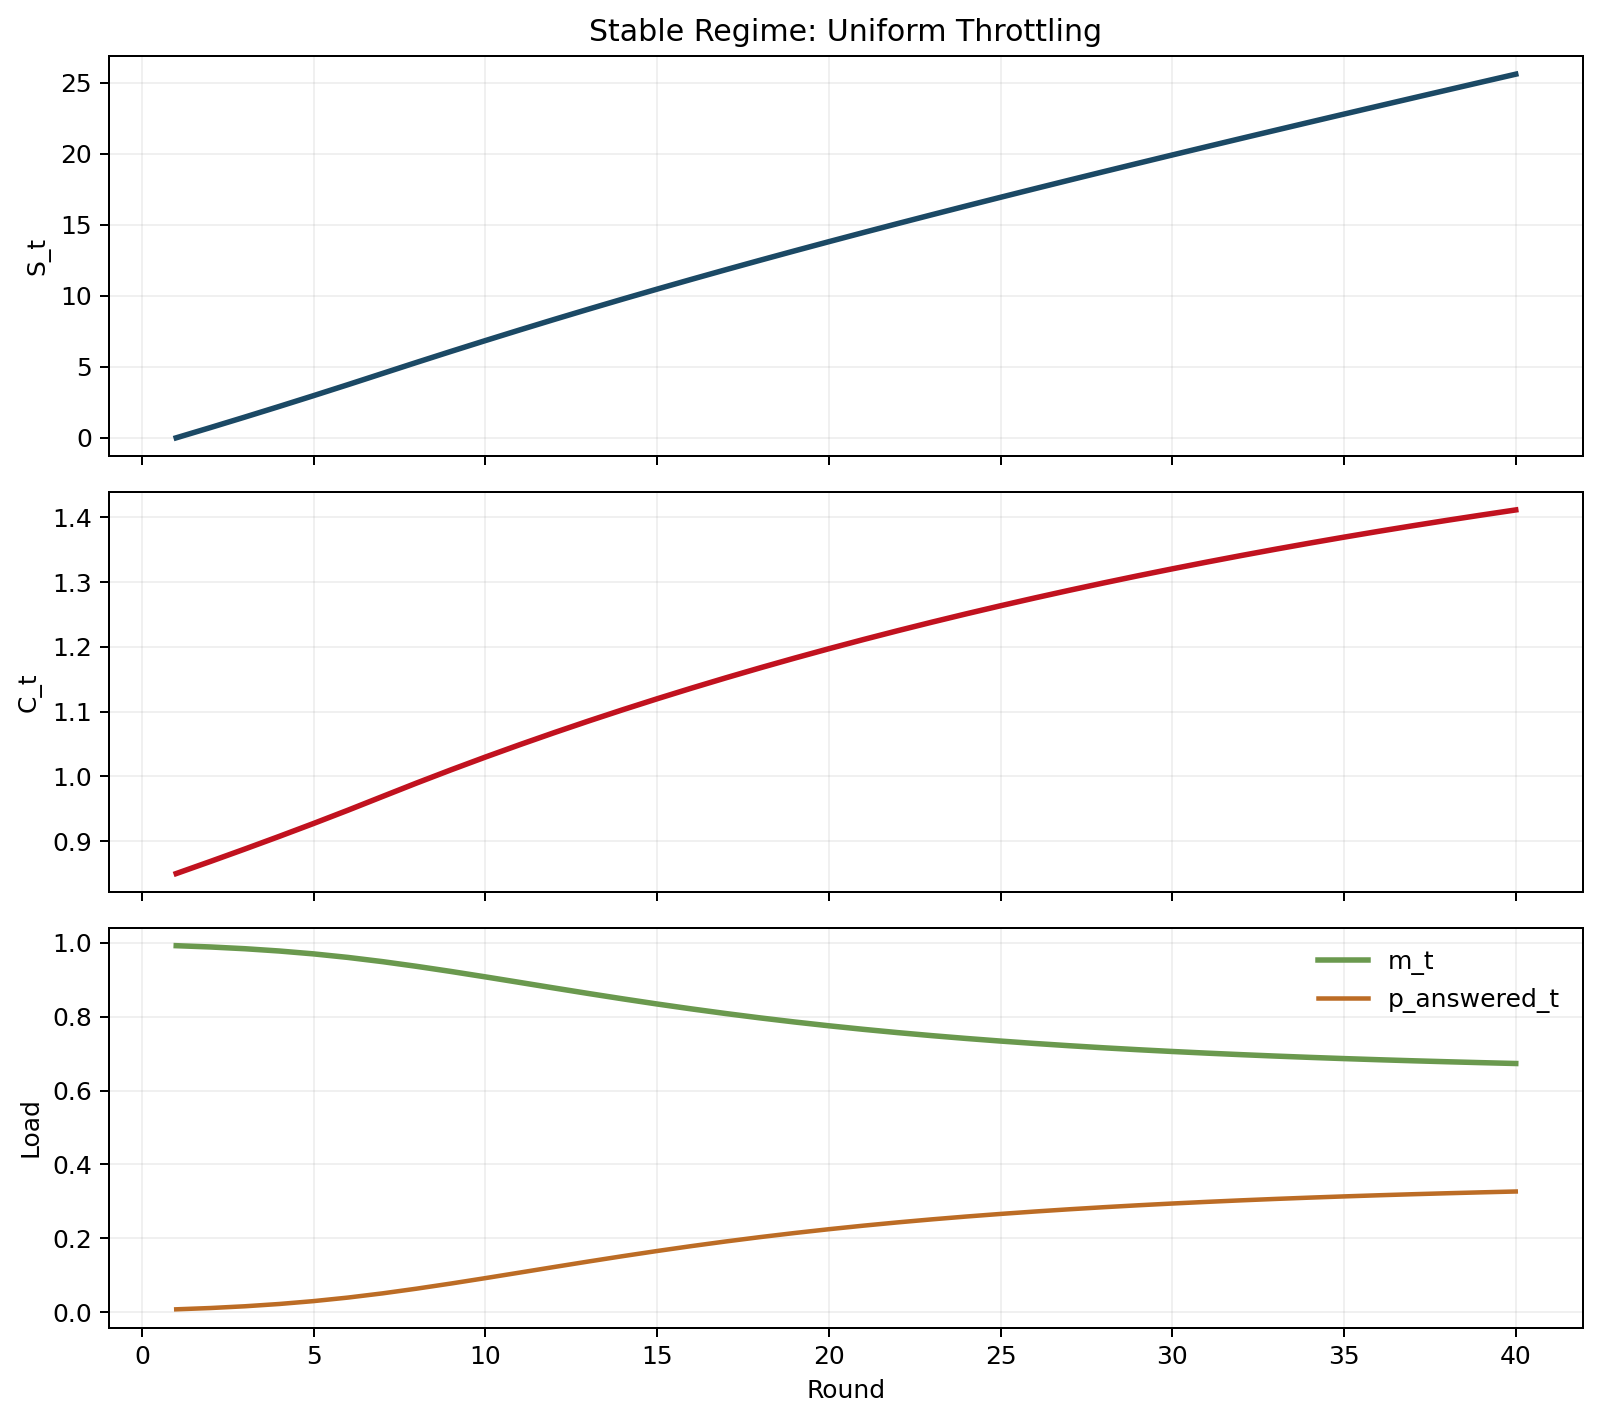 Stable Regime: Uniform Throttling
25
20
15
10
5
0
S_t
1.4
1.3
1.2
1.1
1.0
0.9
C_t
1.0
0.8
0.6
0.4
0.2
0.0
Load
m_t
p_answered_t
0 5 10 15 20 25 30 35 40
Round